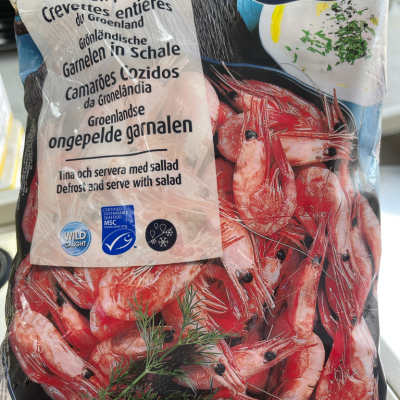 Crevettes entières
du Groenland
Grönländische
Garnelen in Schale
Camarões Cozidos
da Gronelândia
Groenlandse
ongepelde garnalen
Tina och servera med sallad
Defrost and serve with salad
WILD
CAUGHT
CERTIFIED
SUSTAINABLE
SEAFOOD
MSC